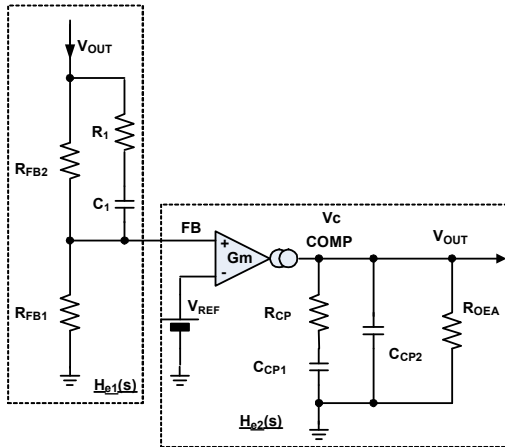 VOUT
R1
RFB2
C1
FB
Vc
COMP
VOUT
+
Gm
-
VREF
RFB1
RCP
ROEA
CCP1
CCP2
He1(s)
He2(s)